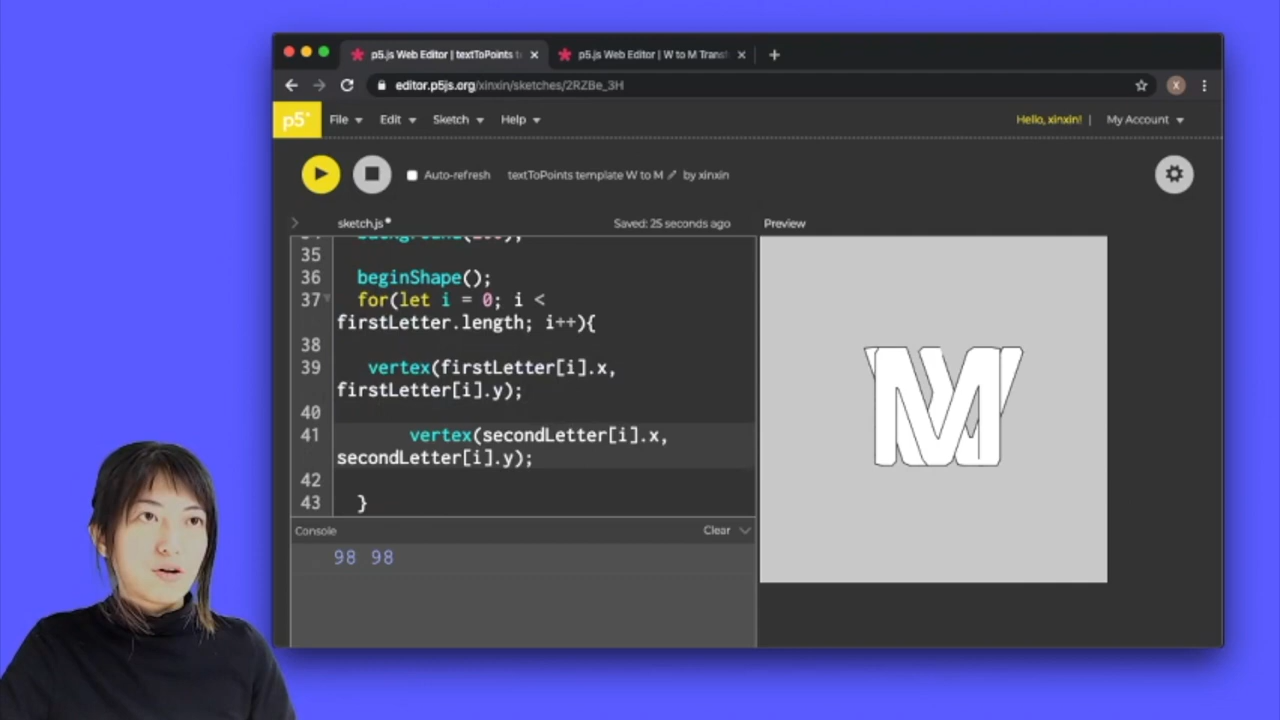 p5.js Web Editor | textToPoints t
p5.js Web Editor | W to M Trans
editor.p5js.org/xinxin/sketches/2RZBe_3H
X
p5*
File
Edit
Sketch
Help
Hello, xinxin! |
My Account
Auto-refresh
textToPoints template W to M
by xinxin
sketch.js
Saved: 25 seconds ago
Preview
35
36 beginShape();
37 for(let i = 0; i <
firstLetter.length; i++){
38
39 vertex(firstLetter[i].x,
firstLetter[i].y);
40
41 vertex(secondLetter[i].x,
secondLetter[i].y);
42
43 }
Console
Clear
98 98
W
M